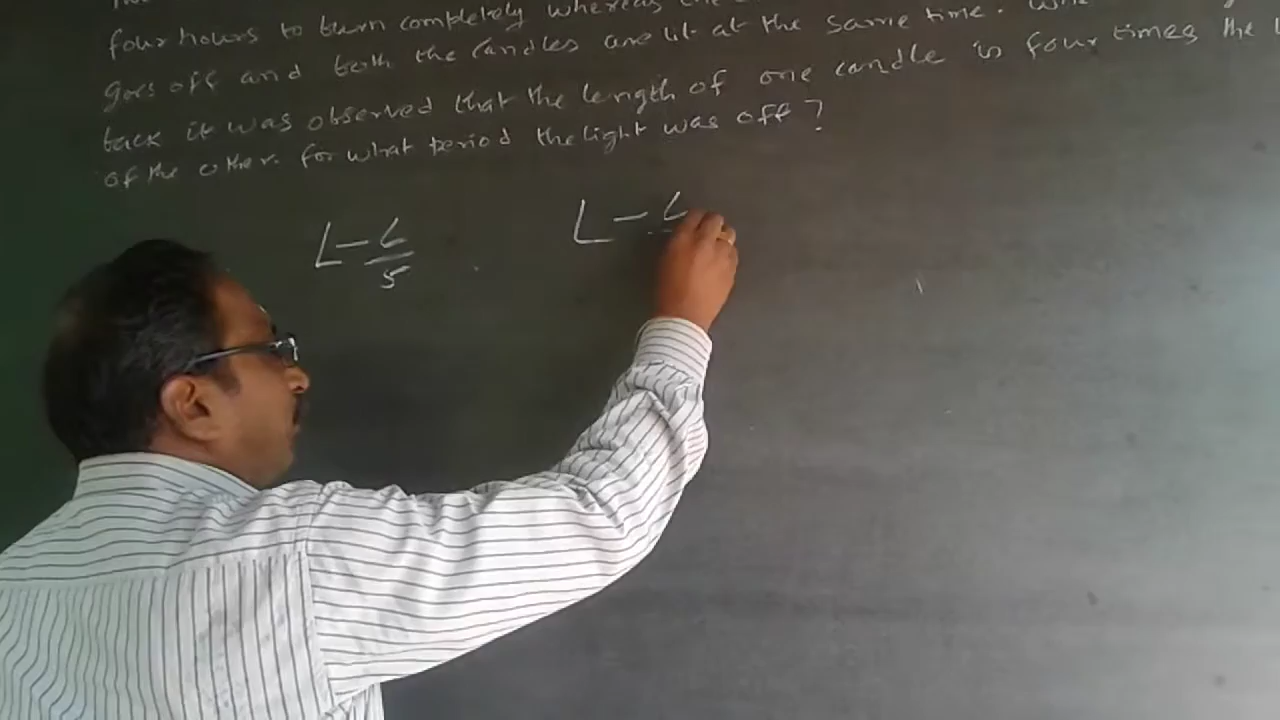 four hours to burn completely whereas
goes off and both the candles are lit at the same time.
back it was observed that the length of one candle is four times the
of the other. for what period the light was off?
L - L/5 L - L